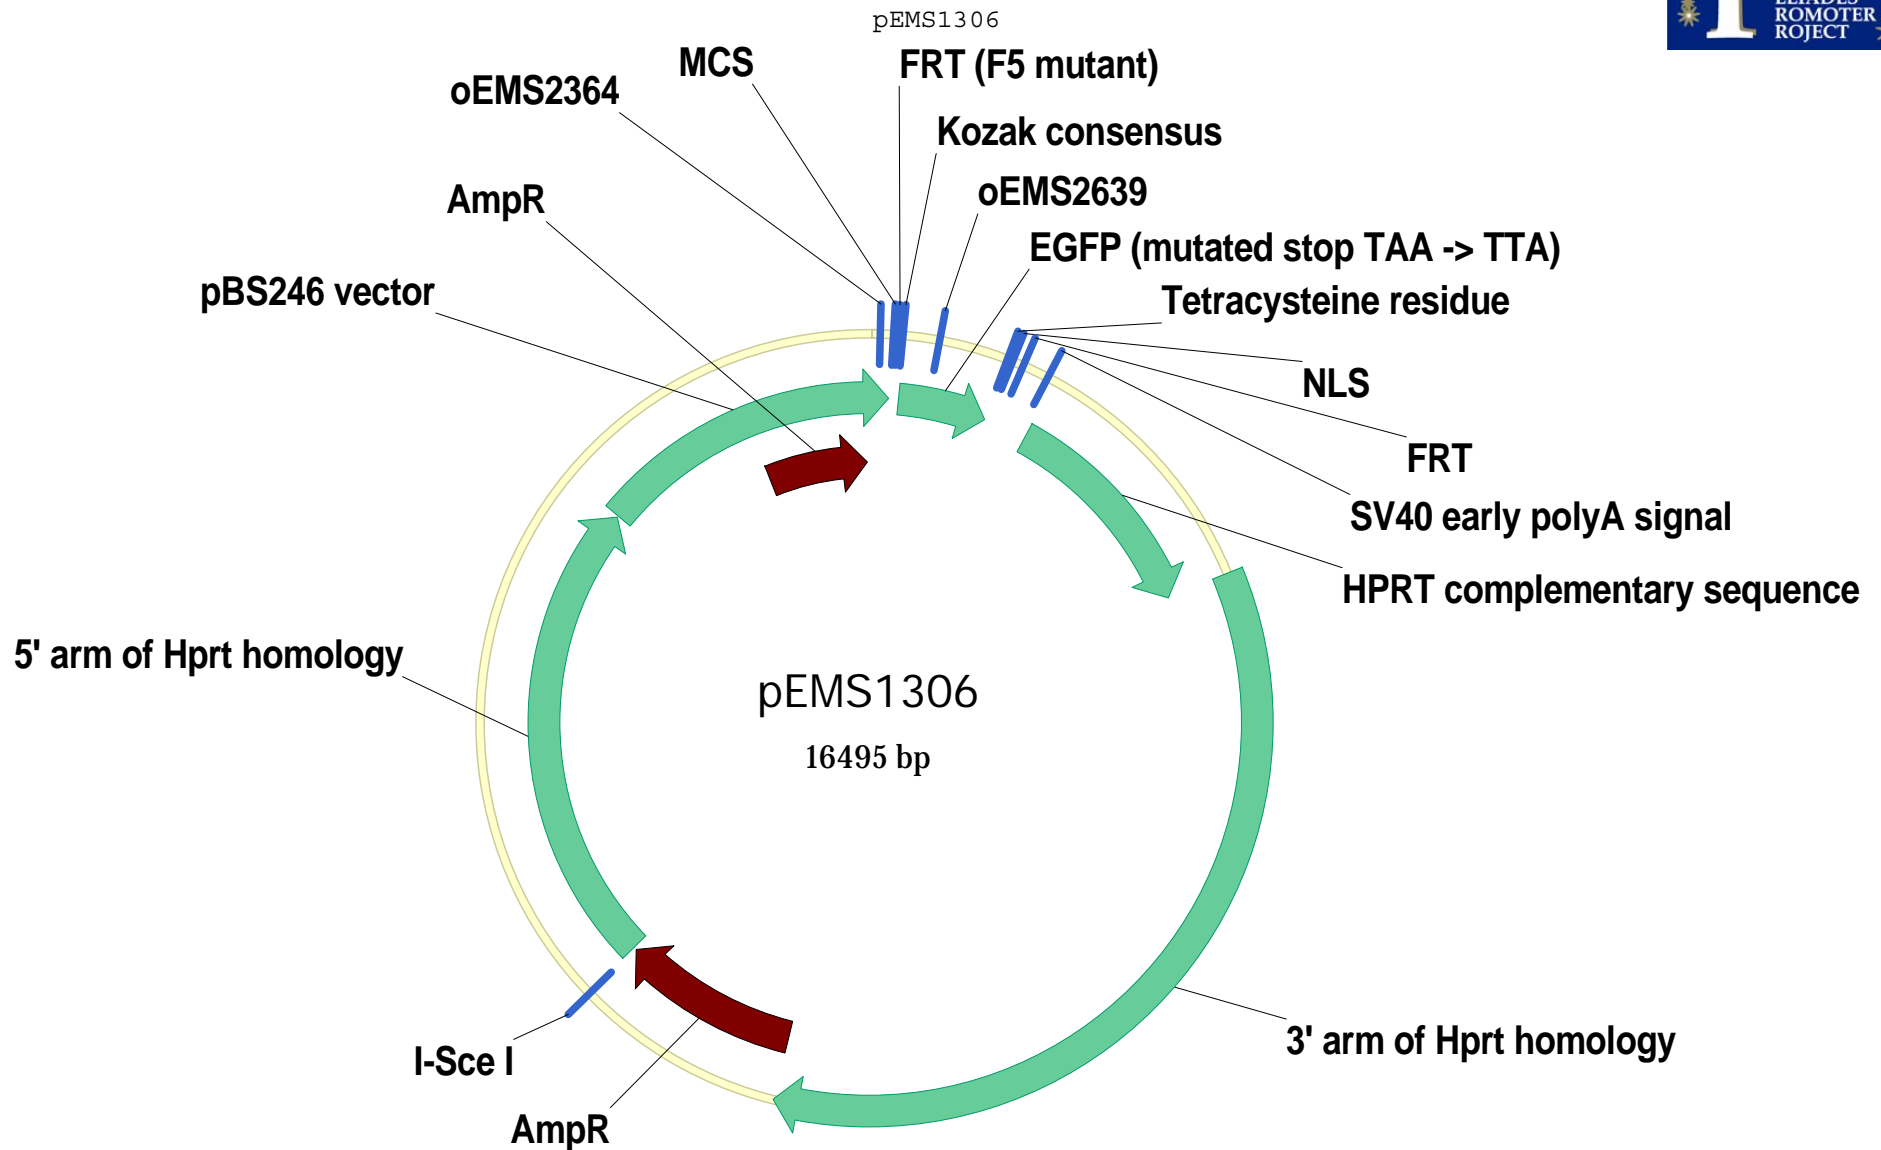 pEMS1306
ROMOTER
ROJECT
MCS
FRT (F5 mutant)
oEMS2364
Kozak consensus
AmpR
oEMS2639
EGFP (mutated stop TAA -> TTA)
pBS246 vector
Tetracysteine residue
NLS
FRT
SV40 early polyA signal
HPRT complementary sequence
5' arm of Hprt homology
pEMS1306
16495 bp
3' arm of Hprt homology
I-Sce I
AmpR